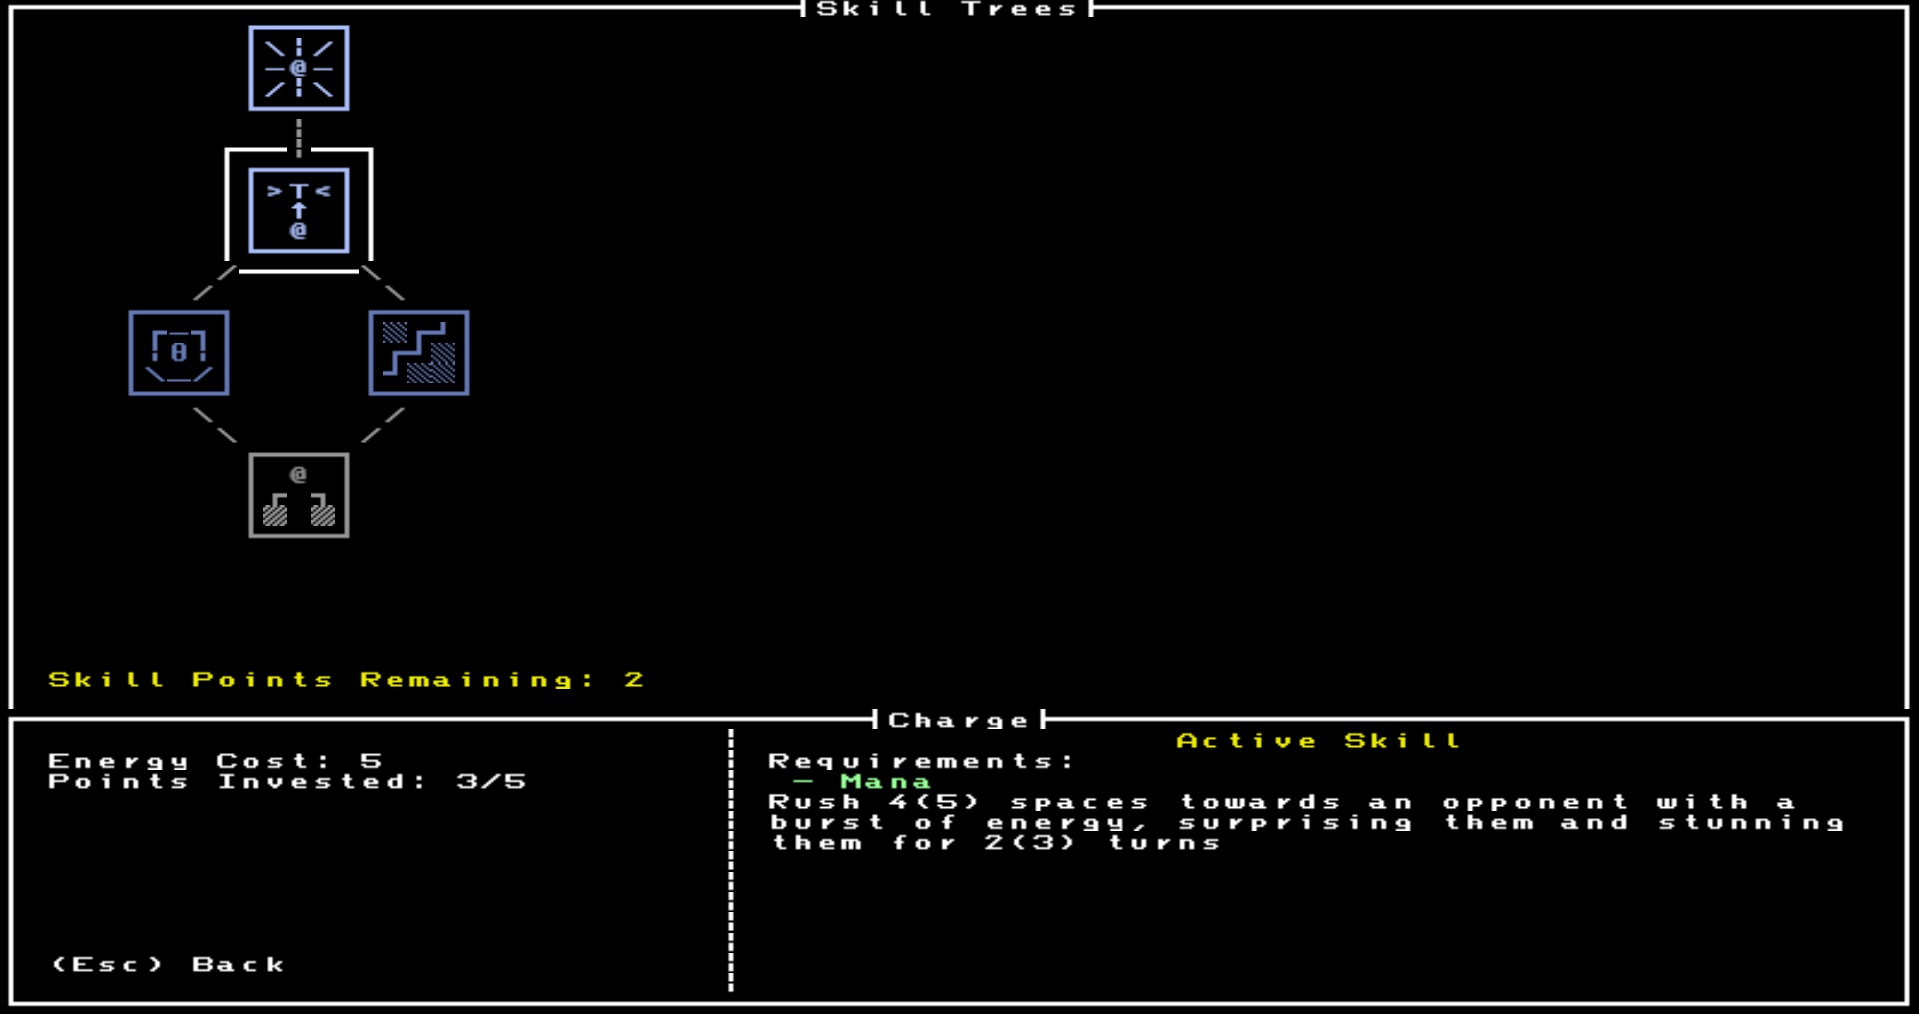 Skill Trees
@
>T<
↑
@
0
@
Skill Points Remaining: 2
Charge
Active Skill
Energy Cost: 5
Points Invested: 3/5
Requirements:
– Mana
Rush 4(5) spaces towards an opponent with a
burst of energy, surprising them and stunning
them for 2(3) turns
(Esc) Back